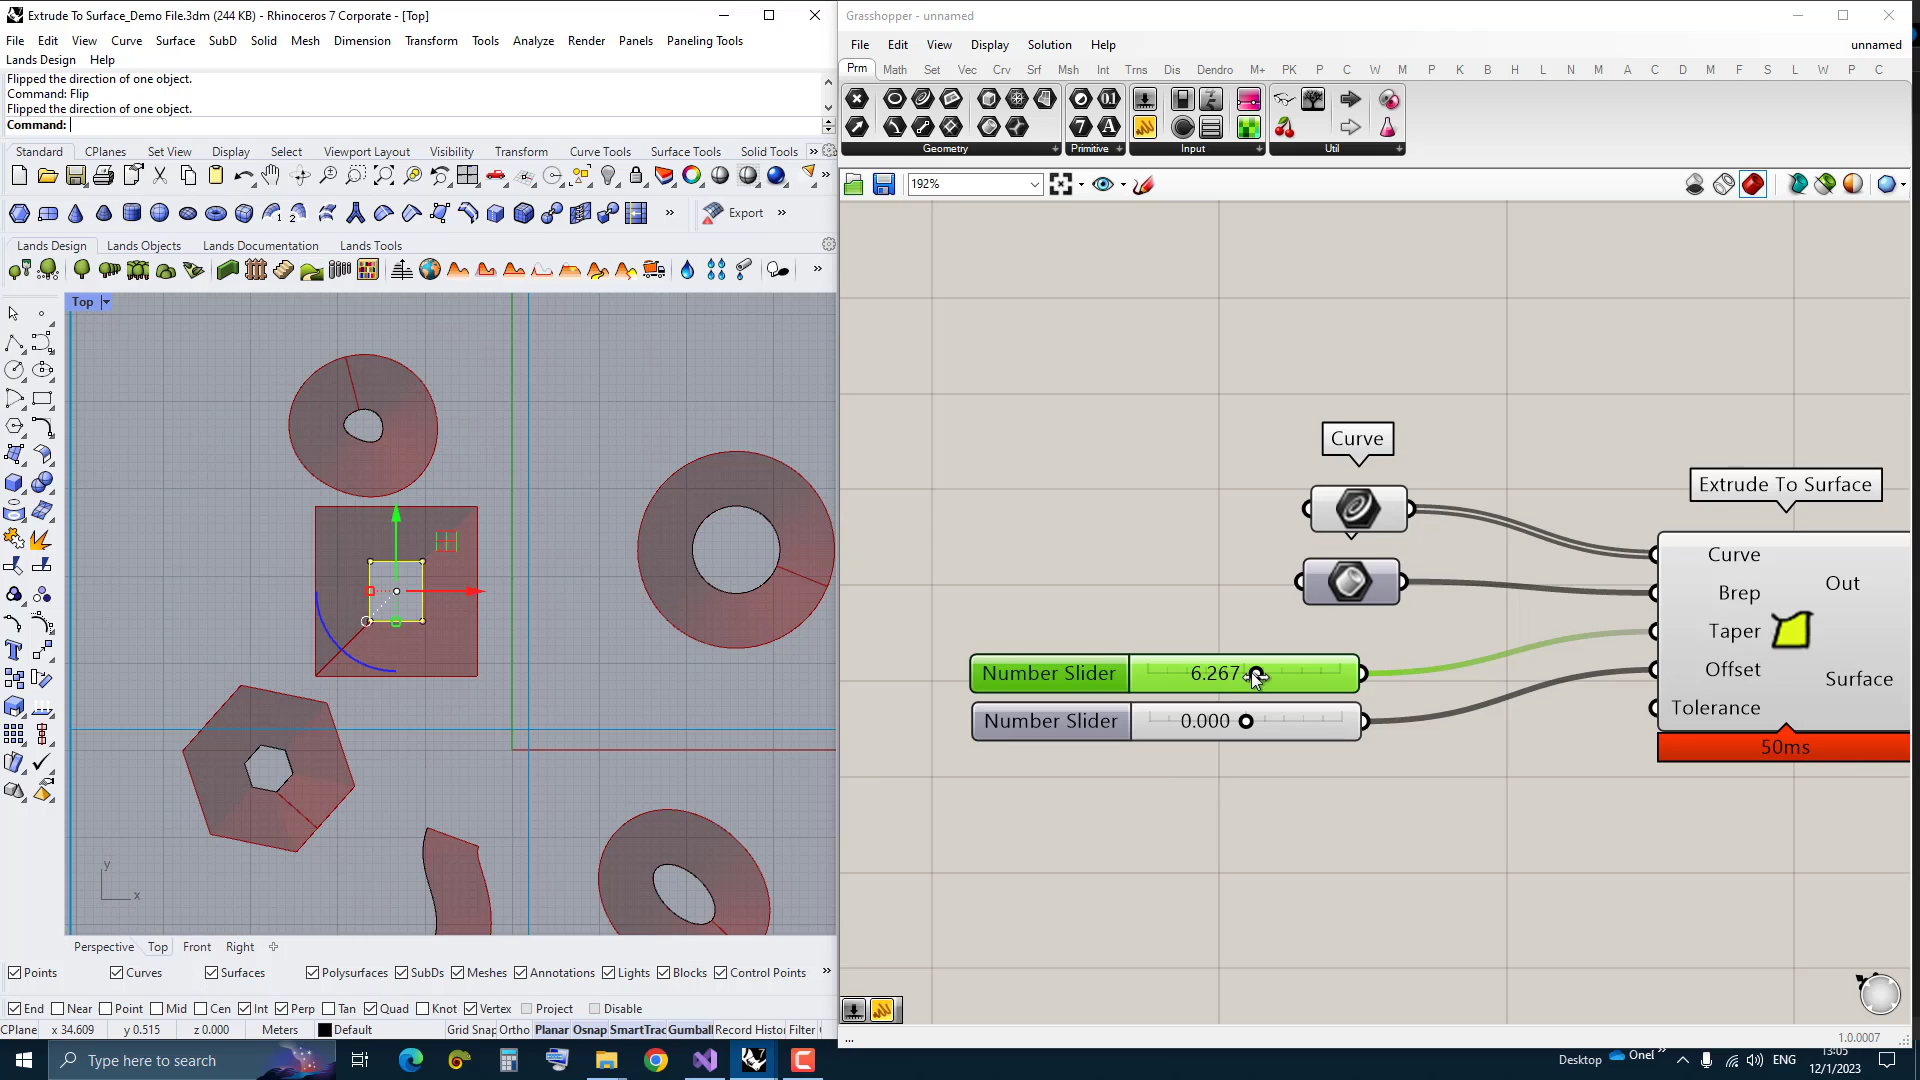 Extrude To Surface_Demo File.3dm (244 KB) - Rhinoceros 7 Corporate - [Top]
File Edit View Curve Surface SubD Solid Mesh Dimension Transform Tools Analyze Render Panels Paneling Tools
Lands Design Help
Flipped the direction of one object.
Command: Flip
Flipped the direction of one object.
Command:
Standard CPlanes Set View Display Select Viewport Layout Visibility Transform Curve Tools Surface Tools Solid Tools »
»
» Export »
Lands Design Lands Objects Lands Documentation Lands Tools
»
Top
y
x
Perspective Top Front Right
Points Curves Surfaces Polysurfaces SubDs Meshes Annotations Lights Blocks Control Points »
End Near Point Mid Cen Int Perp Tan Quad Knot Vertex Project Disable
CPlane x 34.609 y 0.515 z 0.000 Meters Default Grid Snap Ortho Planar Osnap SmartTrac Gumball Record Histo Filter
Grasshopper - unnamed
File Edit View Display Solution Help unnamed
Prm Math Set Vec Crv Srf Msh Int Trns Dis Dendro M+ PK P C W M P K B H L N M A C D M F S L W P C
Geometry Primitive Input Util
192%
Curve
Extrude To Surface
Curve
Brep
Taper
Offset
Tolerance
Out
Surface
50ms
Number Slider 6.267
Number Slider 0.000
...
1.0.0007
Type here to search
Desktop Onel » ENG 13:05
12/1/2023